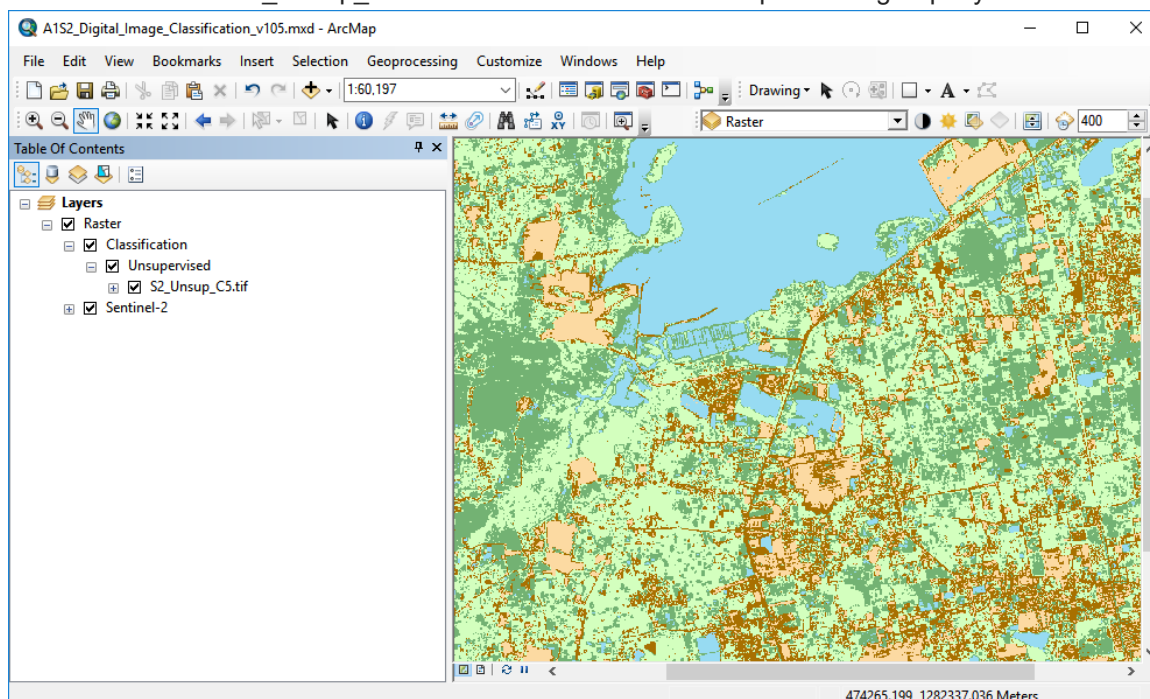 A1S2_Digital_Image_Classification_v105.mxd - ArcMap
File Edit View Bookmarks Insert Selection Geoprocessing Customize Windows Help
1:60,197
Drawing
Raster
400
Table Of Contents
Layers
Raster
Classification
Unsupervised
S2_Unsup_C5.tif
Sentinel-2
474265.199 1282337.036 Meters